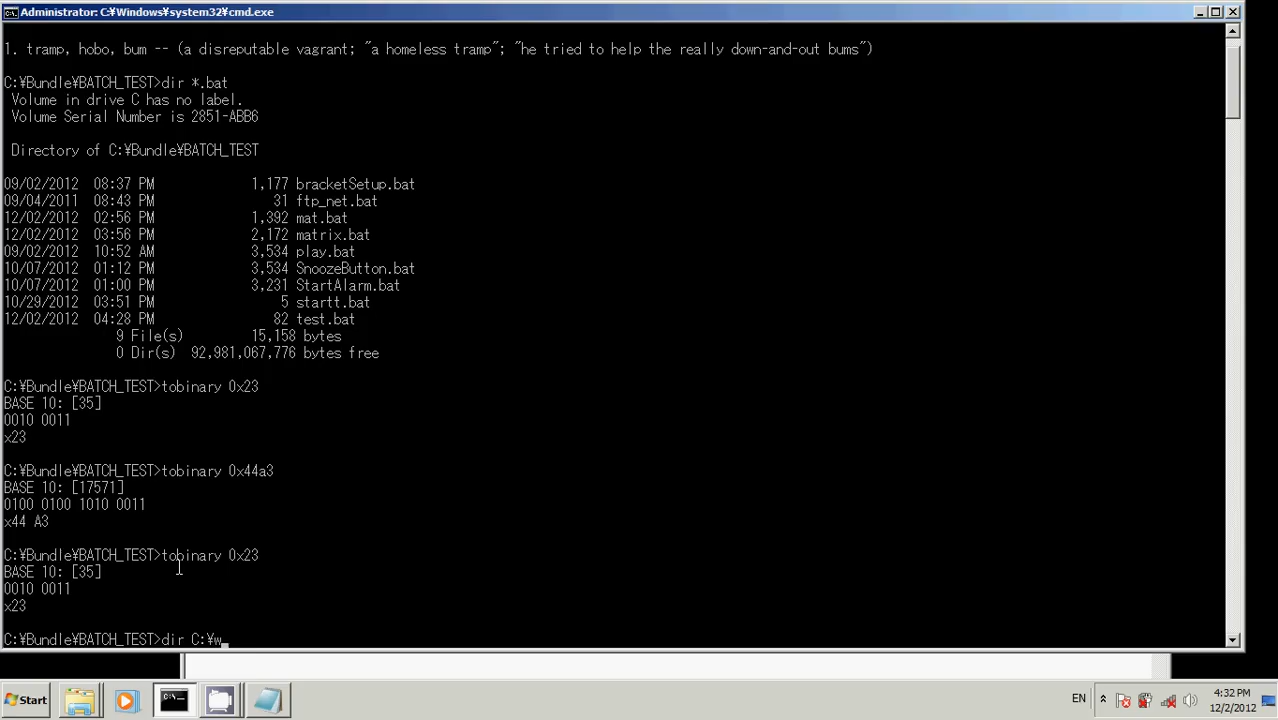 Administrator: C:¥Windows¥system32¥cmd.exe
1. tramp, hobo, bum -- (a disreputable vagrant; "a homeless tramp"; "he tried to help the really down-and-out bums")
C:¥Bundle¥BATCH_TEST>dir *.bat
Volume in drive C has no label.
Volume Serial Number is 2851-ABB6
Directory of C:¥Bundle¥BATCH_TEST
09/02/2012 08:37 PM 1,177 bracketSetup.bat
09/04/2011 08:43 PM 31 ftp_net.bat
12/02/2012 02:56 PM 1,392 mat.bat
12/02/2012 03:56 PM 2,172 matrix.bat
09/02/2012 10:52 AM 3,534 play.bat
10/07/2012 01:12 PM 3,534 SnoozeButton.bat
10/07/2012 01:00 PM 3,231 StartAlarm.bat
10/29/2012 03:51 PM 5 startt.bat
12/02/2012 04:28 PM 82 test.bat
9 File(s) 15,158 bytes
0 Dir(s) 92,981,067,776 bytes free
C:¥Bundle¥BATCH_TEST>tobinary 0x23
BASE 10: [35]
0010 0011
x23
C:¥Bundle¥BATCH_TEST>tobinary 0x44a3
BASE 10: [17571]
0100 0100 1010 0011
x44 A3
C:¥Bundle¥BATCH_TEST>tobinary 0x23
BASE 10: [35]
0010 0011
x23
C:¥Bundle¥BATCH_TEST>dir C:¥w_
Start
EN
4:32 PM
12/2/2012